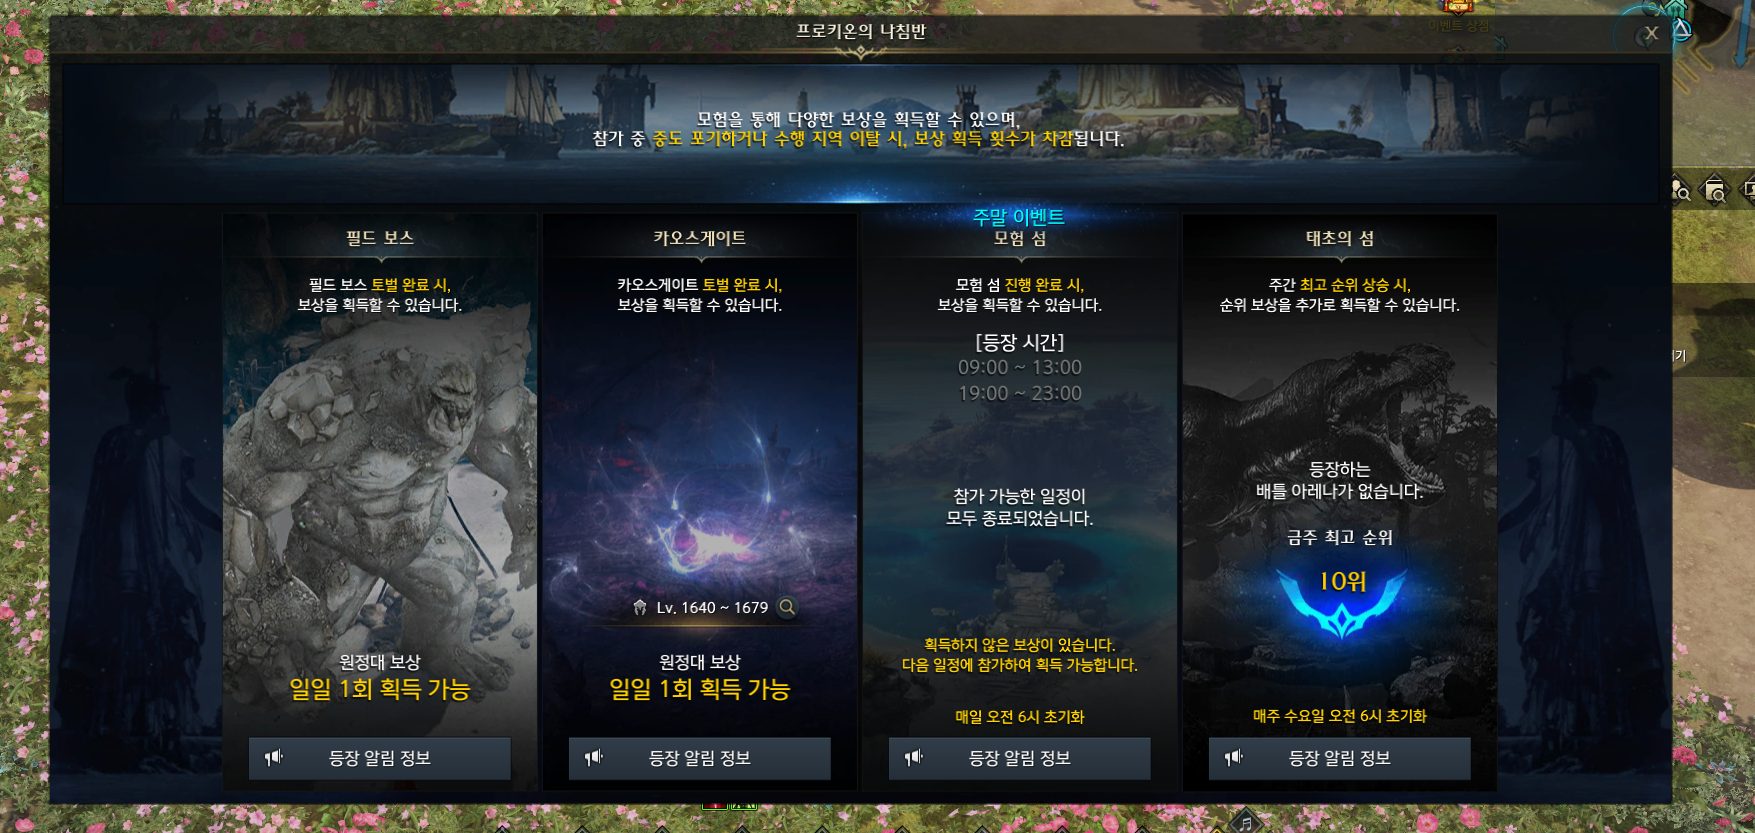 프로키온의 나침반
이벤트 상점
X
모험을 통해 다양한 보상을 획득할 수 있으며,
참가 중 중도 포기하거나 수행 지역 이탈 시, 보상 획득 횟수가 차감됩니다.
필드 보스
필드 보스 토벌 완료 시,
보상을 획득할 수 있습니다.
원정대 보상
일일 1회 획득 가능
등장 알림 정보
카오스게이트
카오스게이트 토벌 완료 시,
보상을 획득할 수 있습니다.
Lv. 1640 ~ 1679
원정대 보상
일일 1회 획득 가능
등장 알림 정보
주말 이벤트
모험 섬
모험 섬 진행 완료 시,
보상을 획득할 수 있습니다.
[등장 시간]
09:00 ~ 13:00
19:00 ~ 23:00
참가 가능한 일정이
모두 종료되었습니다.
획득하지 않은 보상이 있습니다.
다음 일정에 참가하여 획득 가능합니다.
매일 오전 6시 초기화
등장 알림 정보
태초의 섬
주간 최고 순위 상승 시,
순위 보상을 추가로 획득할 수 있습니다.
등장하는
배틀 아레나가 없습니다.
금주 최고 순위
10위
매주 수요일 오전 6시 초기화
등장 알림 정보